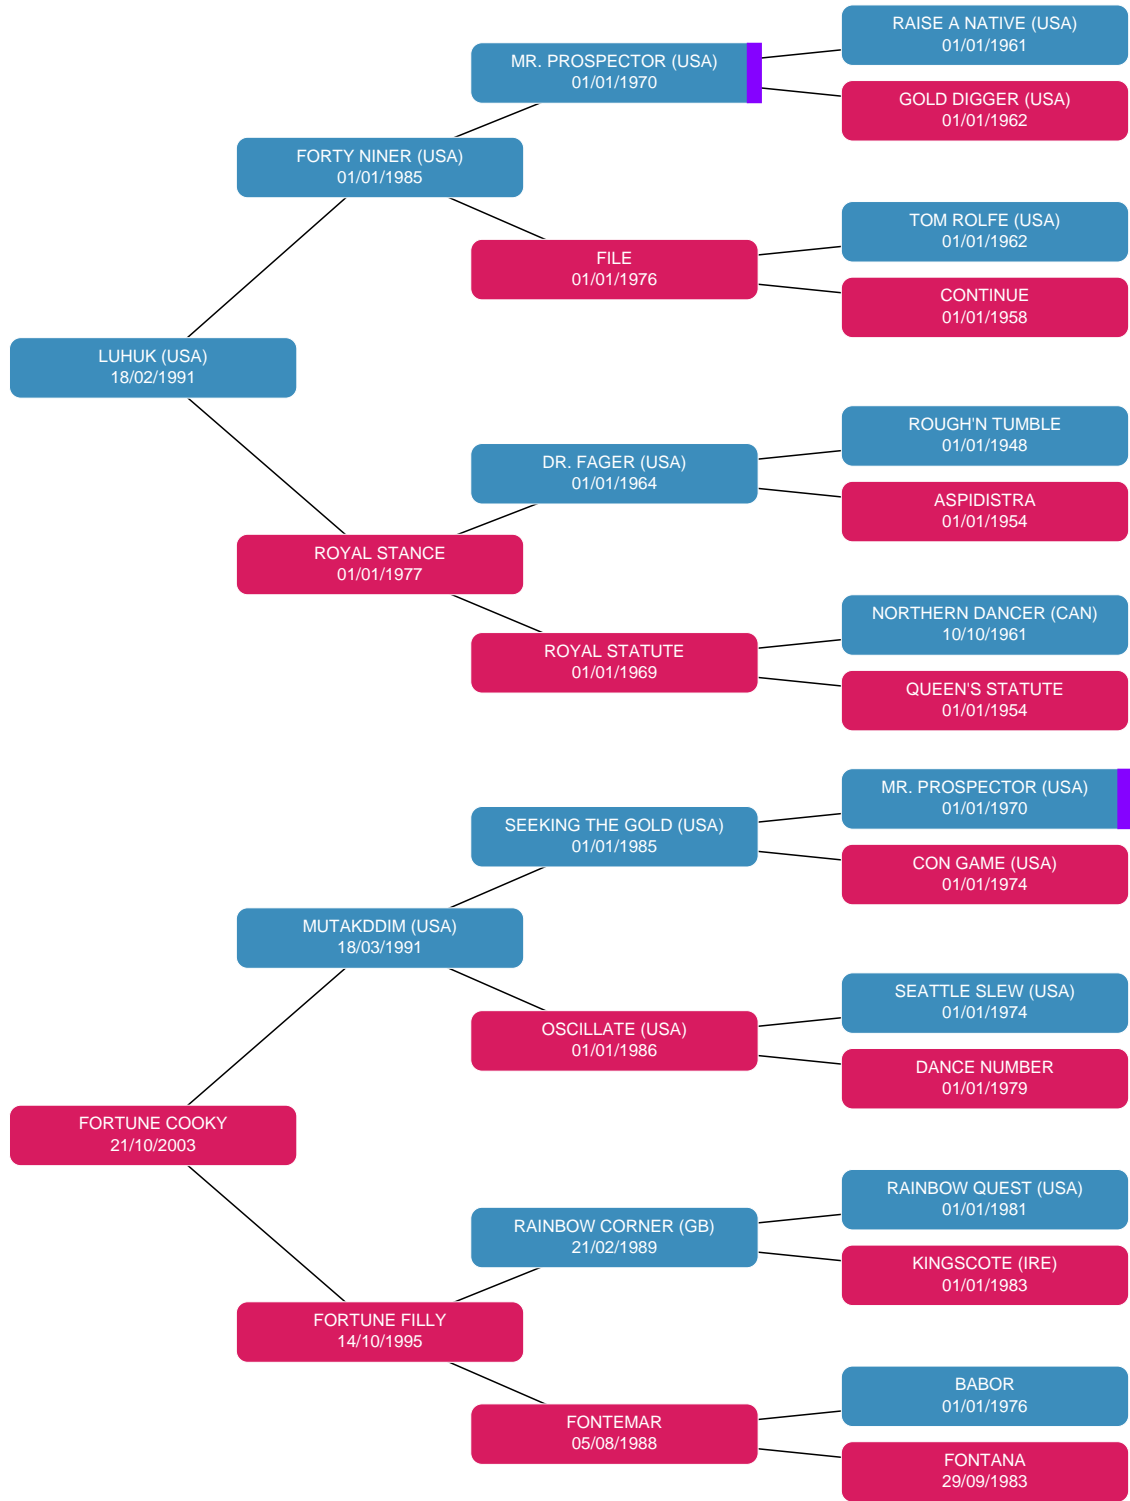 RAISE A NATIVE (USA)
01/01/1961
MR. PROSPECTOR (USA)
01/01/1970
GOLD DIGGER (USA)
01/01/1962
FORTY NINER (USA)
01/01/1985
TOM ROLFE (USA)
01/01/1962
FILE
01/01/1976
CONTINUE
01/01/1958
LUHUK (USA)
18/02/1991
ROUGH'N TUMBLE
01/01/1948
DR. FAGER (USA)
01/01/1964
ASPIDISTRA
01/01/1954
ROYAL STANCE
01/01/1977
NORTHERN DANCER (CAN)
10/10/1961
ROYAL STATUTE
01/01/1969
QUEEN'S STATUTE
01/01/1954
MR. PROSPECTOR (USA)
01/01/1970
SEEKING THE GOLD (USA)
01/01/1985
CON GAME (USA)
01/01/1974
MUTAKDDIM (USA)
18/03/1991
SEATTLE SLEW (USA)
01/01/1974
OSCILLATE (USA)
01/01/1986
DANCE NUMBER
01/01/1979
FORTUNE COOKY
21/10/2003
RAINBOW QUEST (USA)
01/01/1981
RAINBOW CORNER (GB)
21/02/1989
KINGSCOTE (IRE)
01/01/1983
FORTUNE FILLY
14/10/1995
BABOR
01/01/1976
FONTEMAR
05/08/1988
FONTANA
29/09/1983